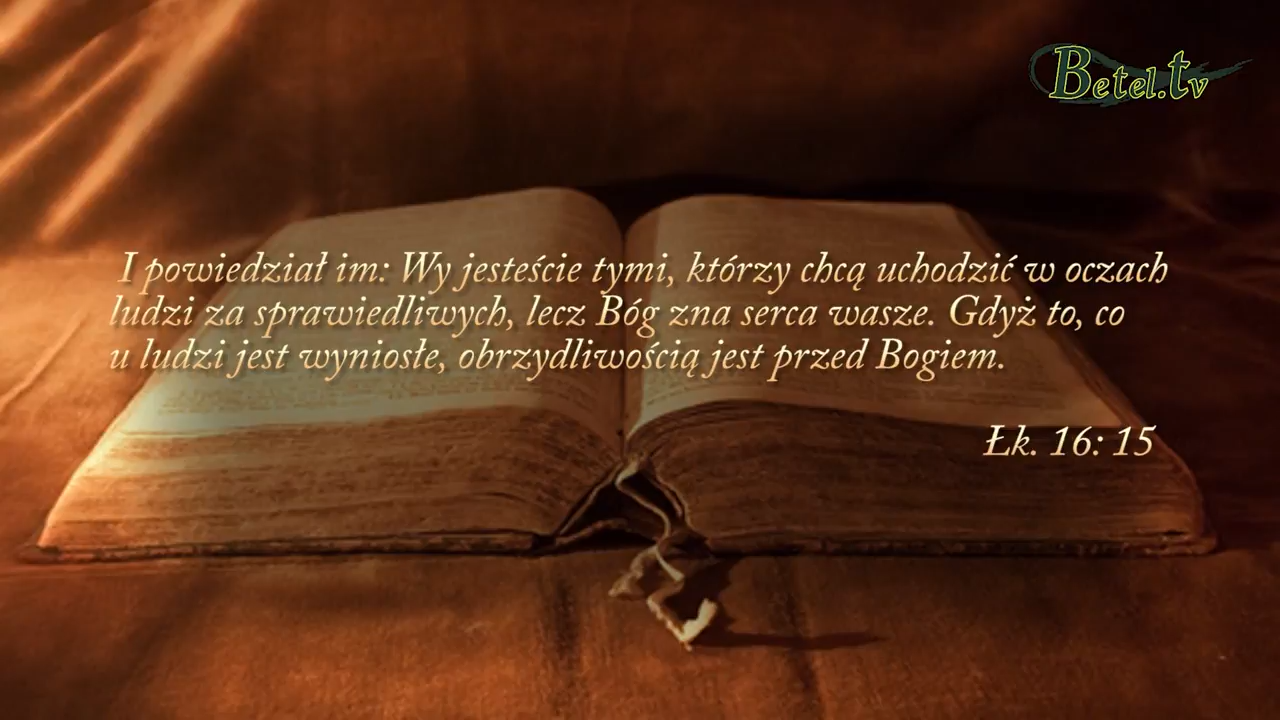 Betel.tv
I powiedział im: Wy jesteście tymi, którzy chcą uchodzić w oczach
ludzi za sprawiedliwych, lecz Bóg zna serca wasze. Gdyż to, co
u ludzi jest wyniosłe, obrzydliwością jest przed Bogiem.
Łk. 16: 15